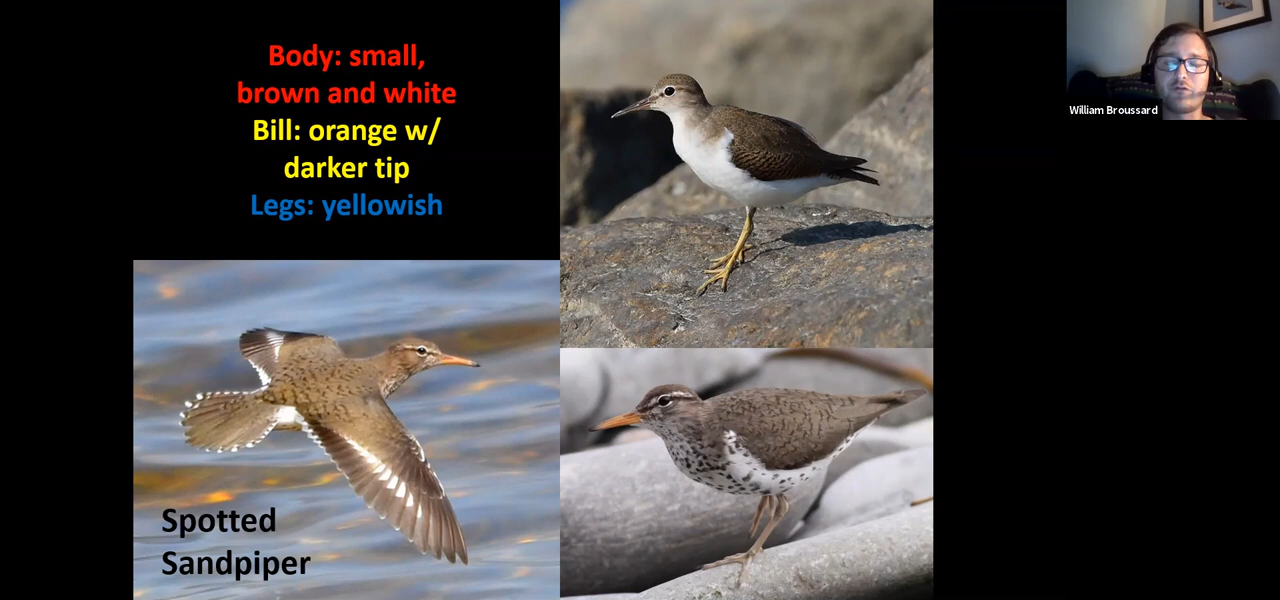 Body: small,
brown and white
Bill: orange w/
darker tip
Legs: yellowish
William Broussard
Spotted
Sandpiper